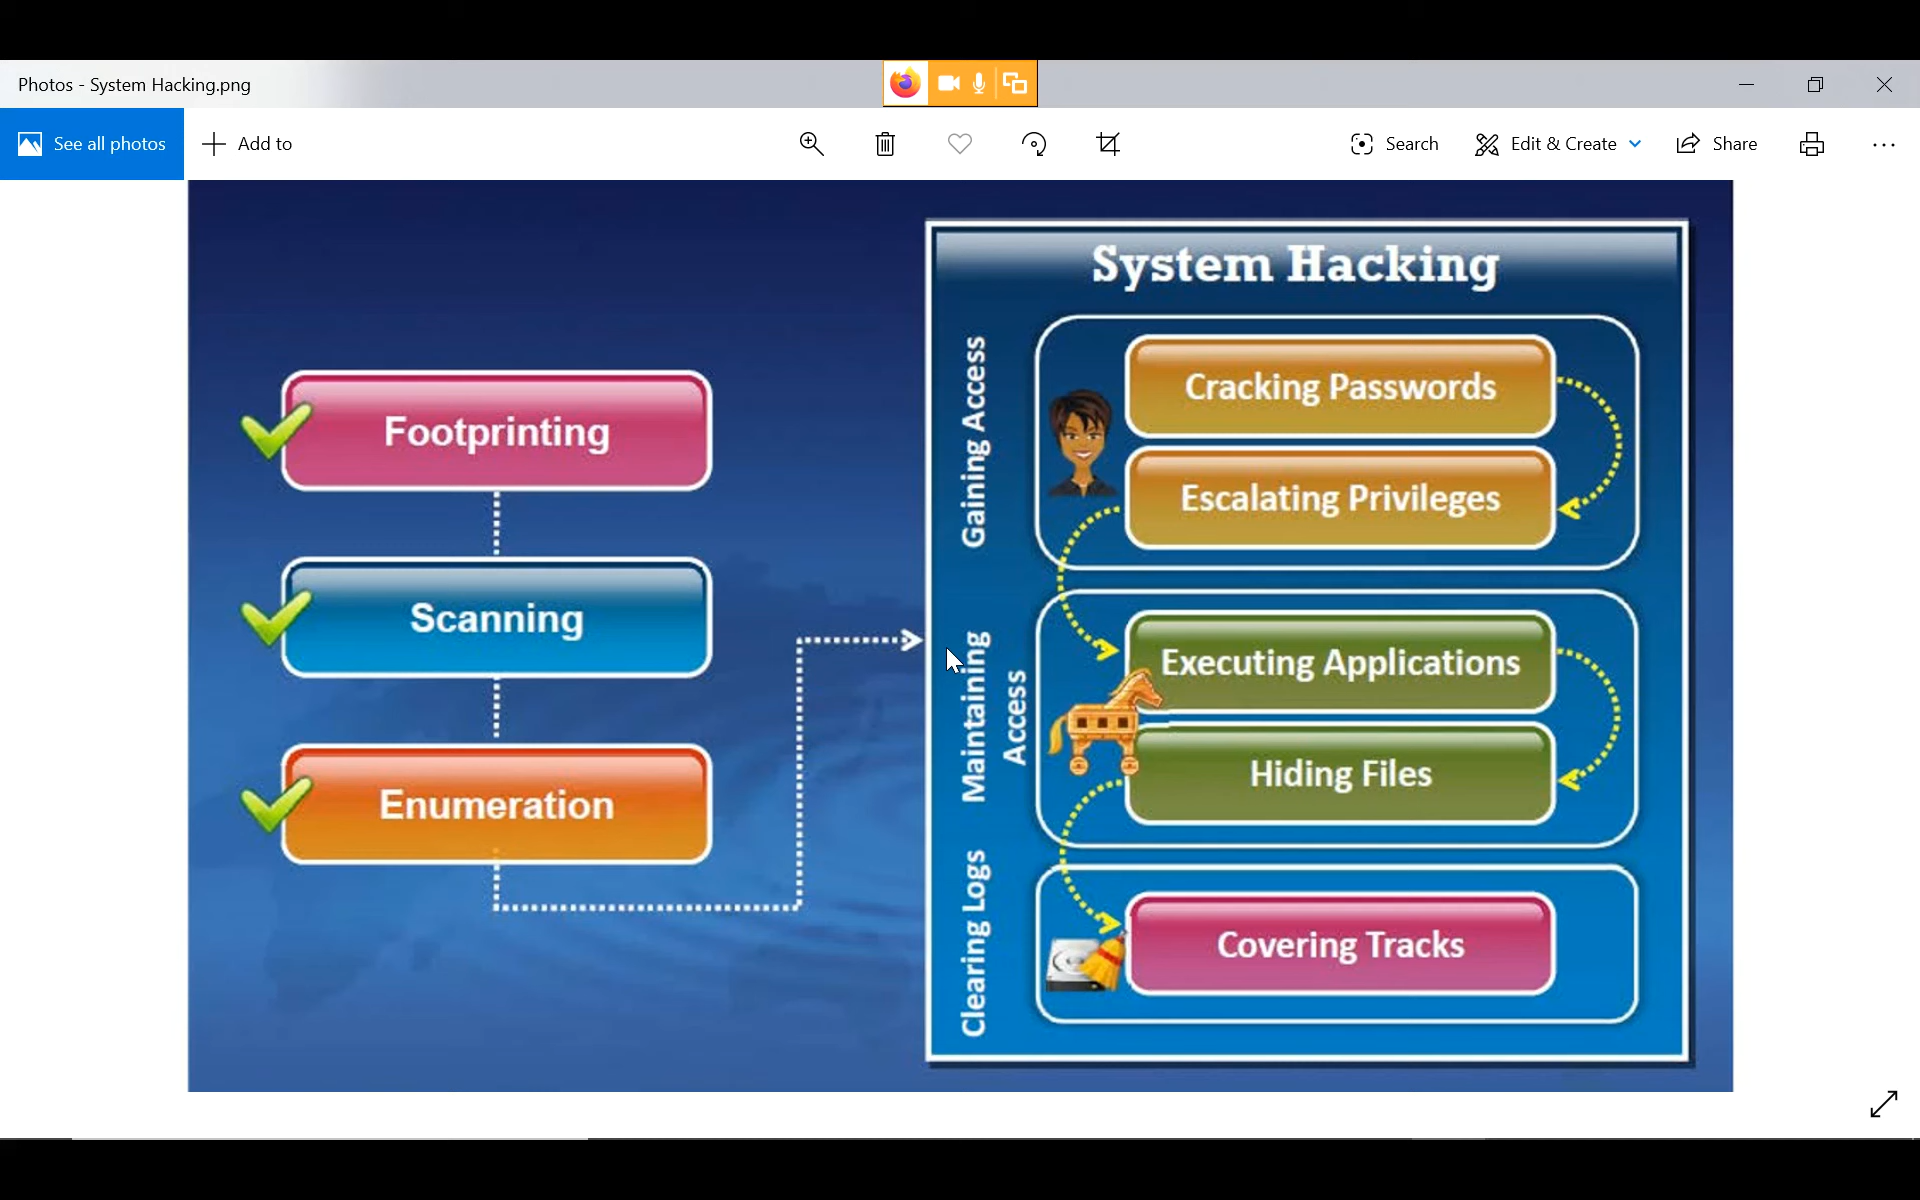 Photos - System Hacking.png
See all photos
Add to
Search
Edit & Create
Share
Footprinting
Scanning
Enumeration
System Hacking
Gaining Access
Cracking Passwords
Escalating Privileges
Maintaining
Access
Executing Applications
Hiding Files
Clearing Logs
Covering Tracks